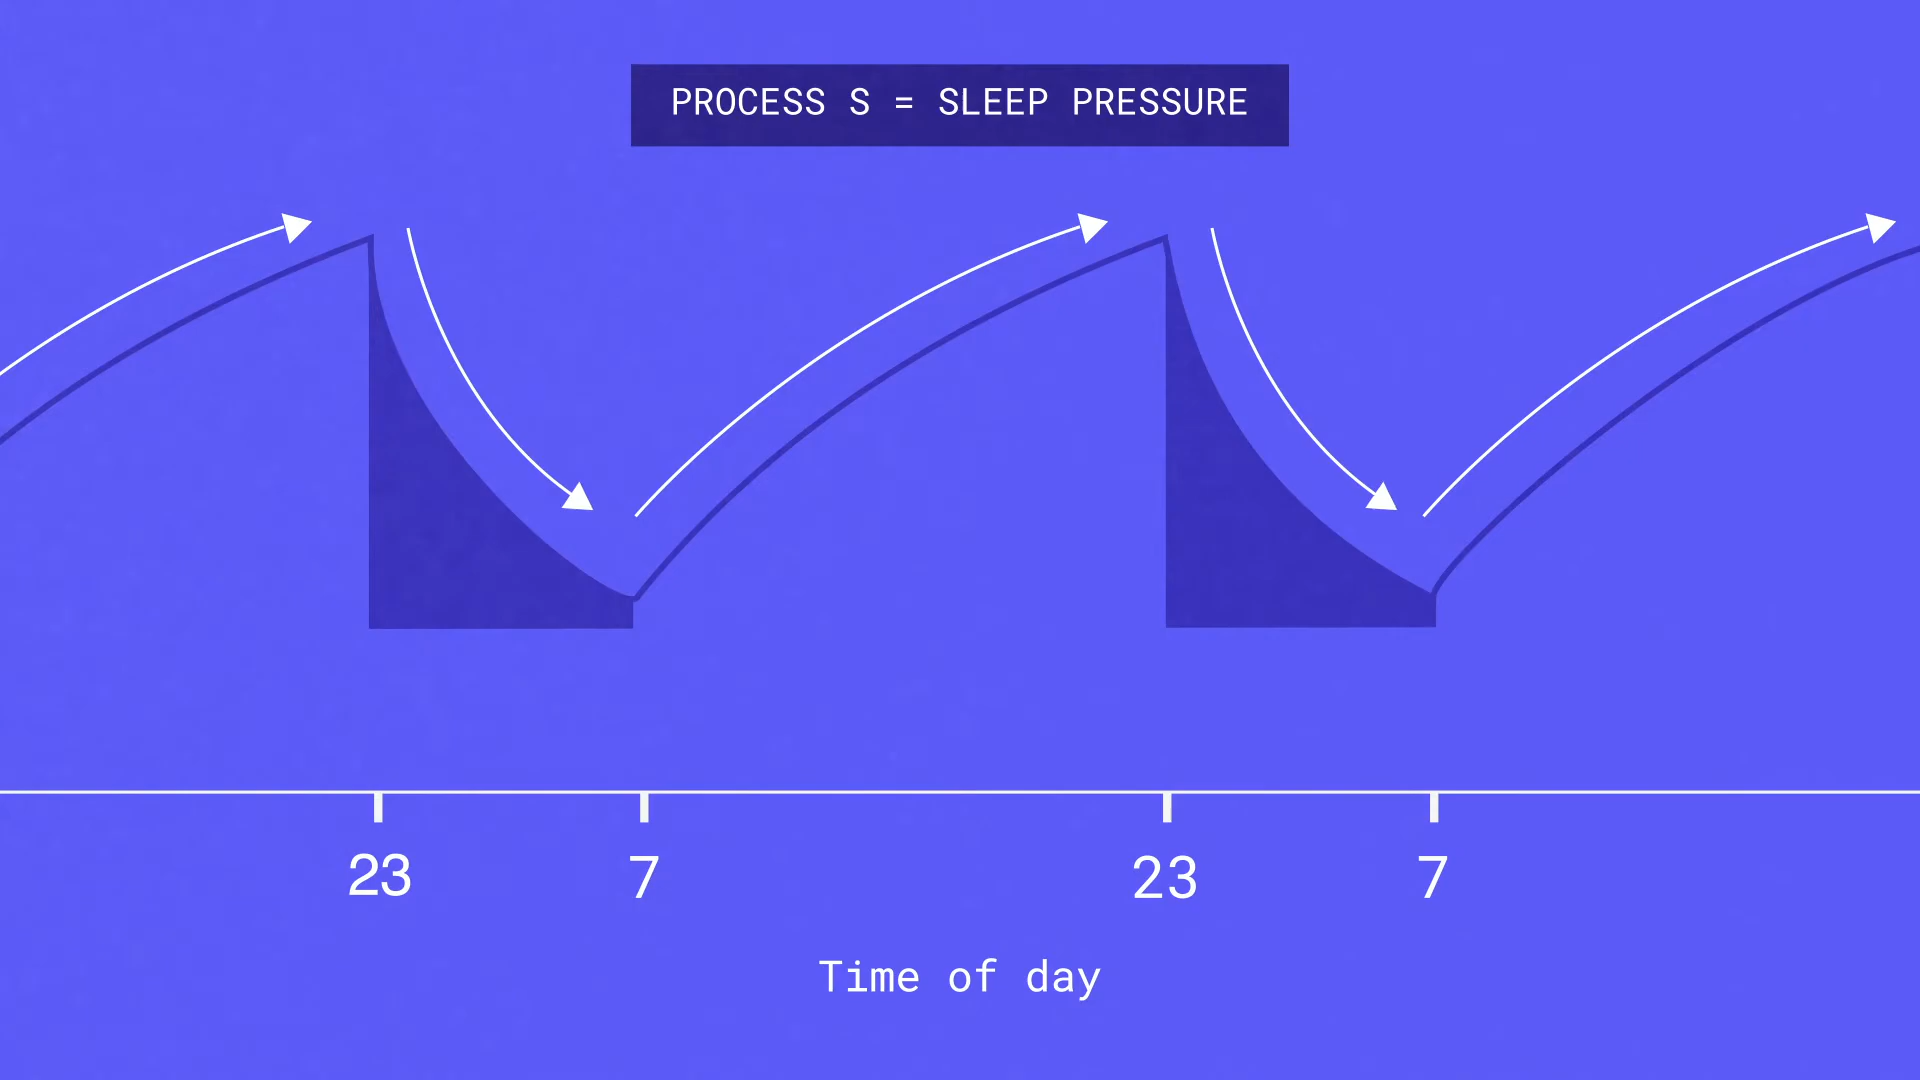 PROCESS S = SLEEP PRESSURE
23 7 23 7
Time of day